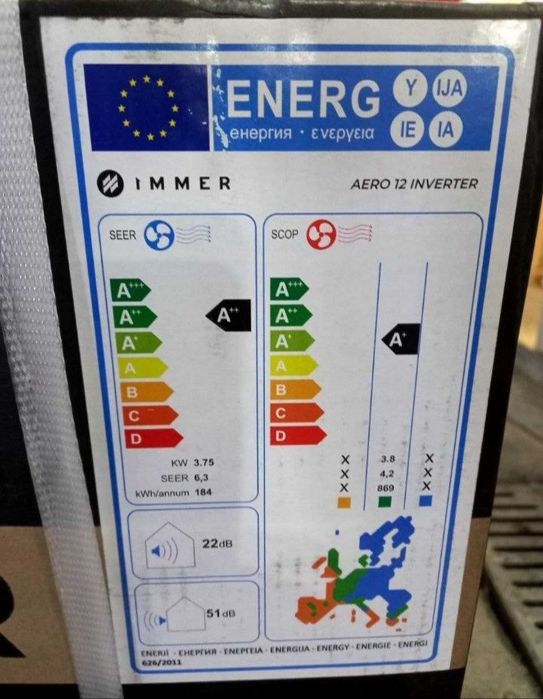 ENERG
Y IJA
IE IA
енергия · ενεργεια
IMMER
AERO 12 INVERTER
SEER
A+++
A++
A+
A
B
C
D
A++
KW 3.75
SEER 6,3
kWh/annum 184
SCOP
A+++
A++
A+
A
B
C
D
A+
X 3.8 X
X 4,2 X
X 869 X
22dB
51dB
ENERJİ · ЕНЕРГИЯ · ΕΝΕΡΓΕΙΑ · ENERGIJA · ENERGY · ENERGIE · ENERGI
626/2011
R